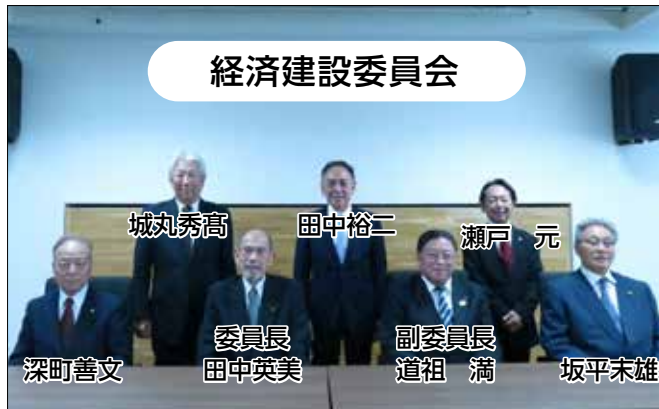 経済建設委員会
城丸秀髙
田中裕二
瀬戸　元
深町善文
委員長
田中英美
副委員長
道祖　満
坂平末雄